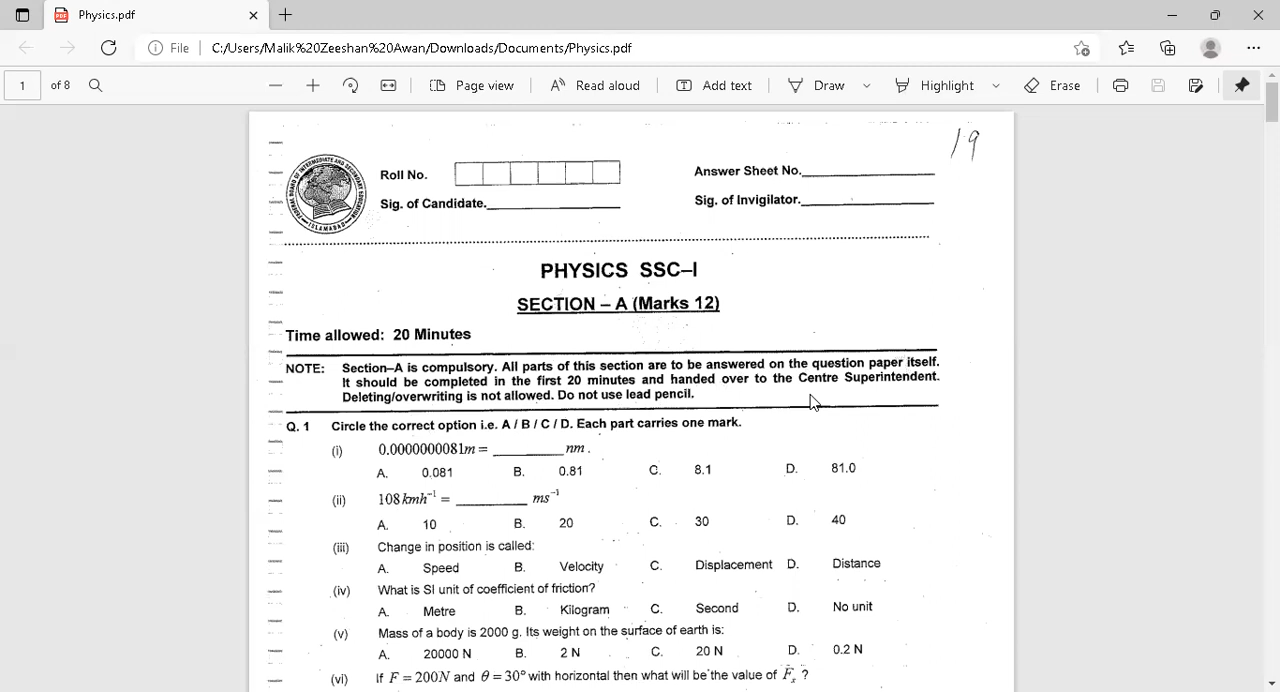 Physics.pdf
File C:/Users/Malik%20Zeeshan%20Awan/Downloads/Documents/Physics.pdf
1 of 8 Page view Read aloud Add text Draw Highlight Erase
19
Roll No. Answer Sheet No.
Sig. of Candidate. Sig. of Invigilator.
FEDERAL BOARD OF INTERMEDIATE AND SECONDARY EDUCATION ISLAMABAD
PHYSICS SSC–I
SECTION – A (Marks 12)
Time allowed: 20 Minutes
NOTE: Section–A is compulsory. All parts of this section are to be answered on the question paper itself.
It should be completed in the first 20 minutes and handed over to the Centre Superintendent.
Deleting/overwriting is not allowed. Do not use lead pencil.
Q. 1 Circle the correct option i.e. A / B / C / D. Each part carries one mark.
(i) 0.0000000081m = ________ nm .
A. 0.081 B. 0.81 C. 8.1 D. 81.0
(ii) 108 kmh⁻¹ = ________ ms⁻¹
A. 10 B. 20 C. 30 D. 40
(iii) Change in position is called:
A. Speed B. Velocity C. Displacement D. Distance
(iv) What is SI unit of coefficient of friction?
A. Metre B. Kilogram C. Second D. No unit
(v) Mass of a body is 2000 g. Its weight on the surface of earth is:
A. 20000 N B. 2 N C. 20 N D. 0.2 N
(vi) If F = 200N and θ = 30° with horizontal then what will be the value of F⃗ₓ ?